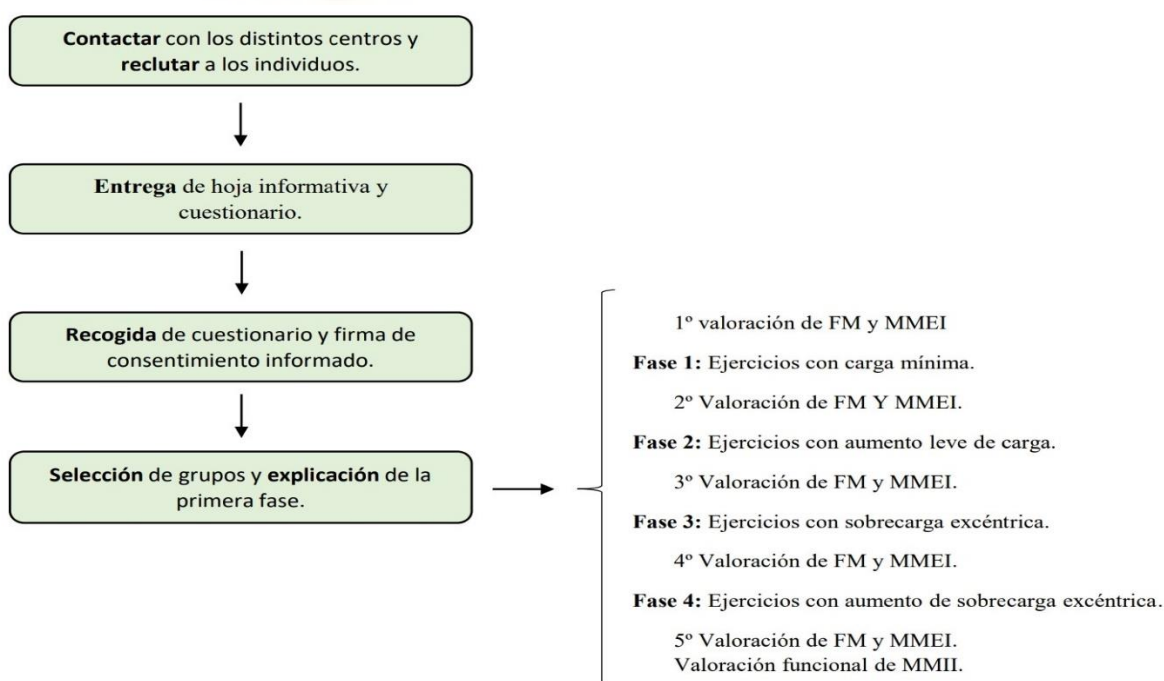 Contactar con los distintos centros y
reclutar a los individuos.
Entrega de hoja informativa y
cuestionario.
Recogida de cuestionario y firma de
consentimiento informado.
Selección de grupos y explicación de la
primera fase.
1º valoración de FM y MMEI
Fase 1: Ejercicios con carga mínima.
2º Valoración de FM Y MMEI.
Fase 2: Ejercicios con aumento leve de carga.
3º Valoración de FM y MMEI.
Fase 3: Ejercicios con sobrecarga excéntrica.
4º Valoración de FM y MMEI.
Fase 4: Ejercicios con aumento de sobrecarga excéntrica.
5º Valoración de FM y MMEI.
Valoración funcional de MMII.